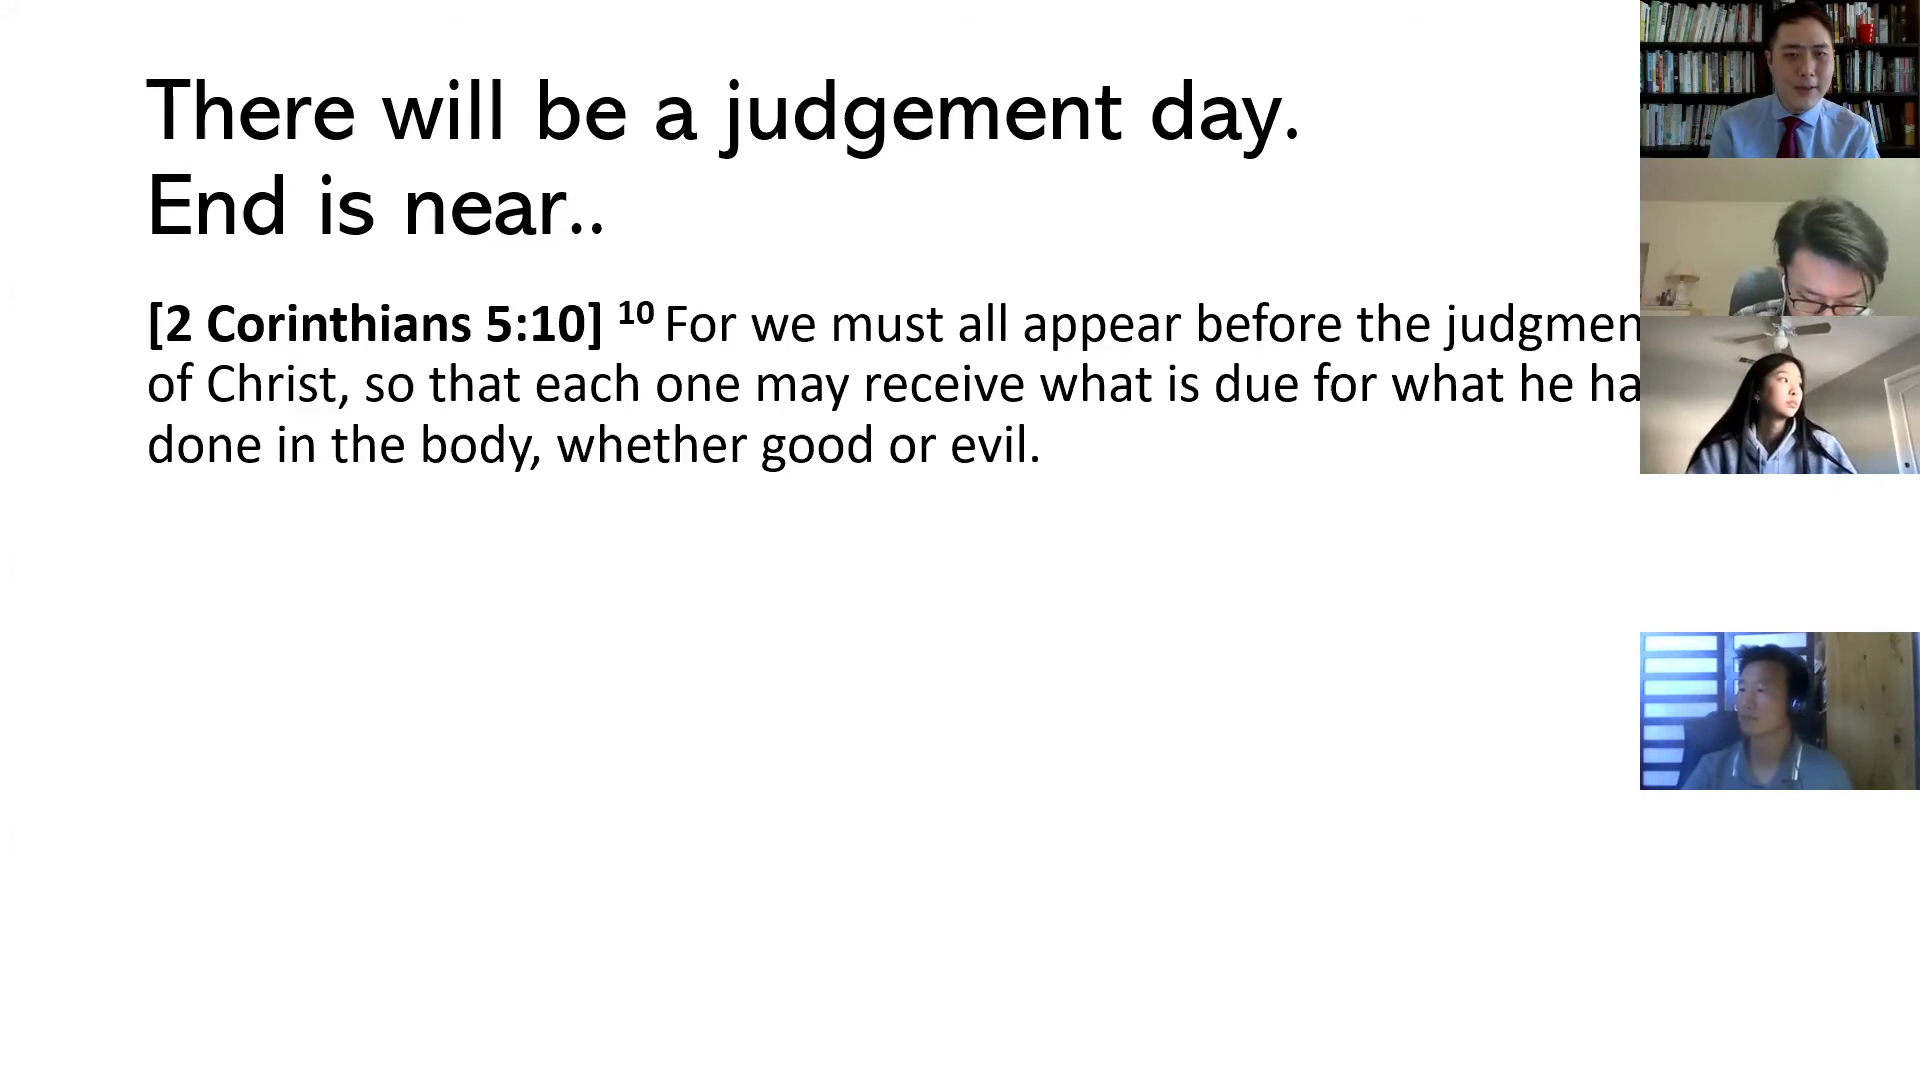 There will be a judgement day.
End is near..
[2 Corinthians 5:10] 10 For we must all appear before the
of Christ, so that each one may receive what is due for what he
done in the body, whether good or evil.